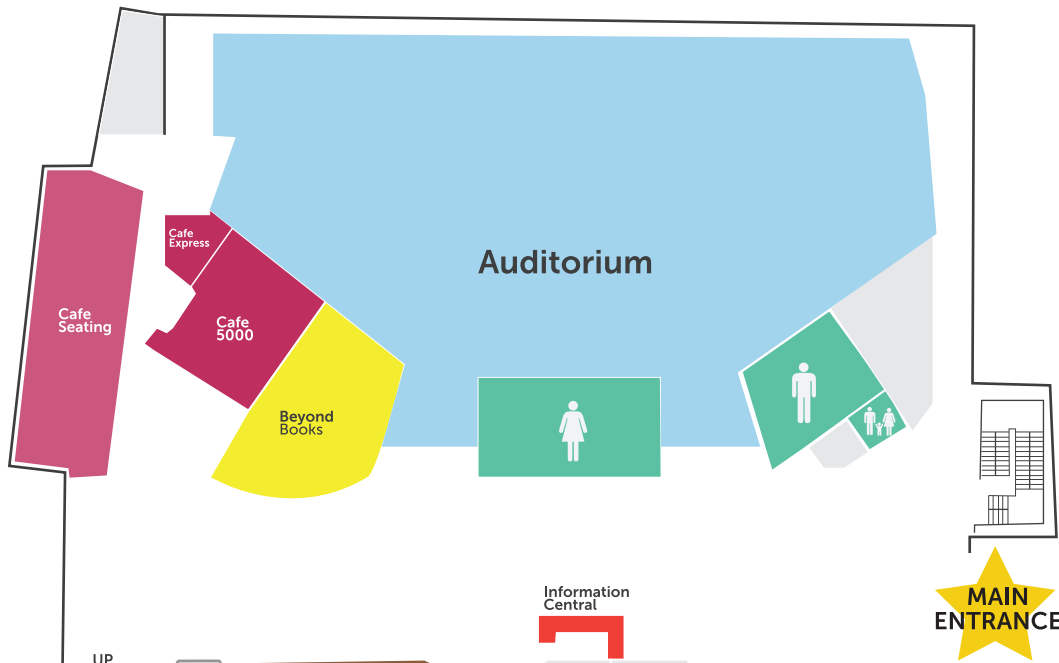 Cafe
Express
Auditorium
Cafe
Seating
Cafe
5000
Beyond
Books
Information
Central
MAIN
ENTRANCE
UP